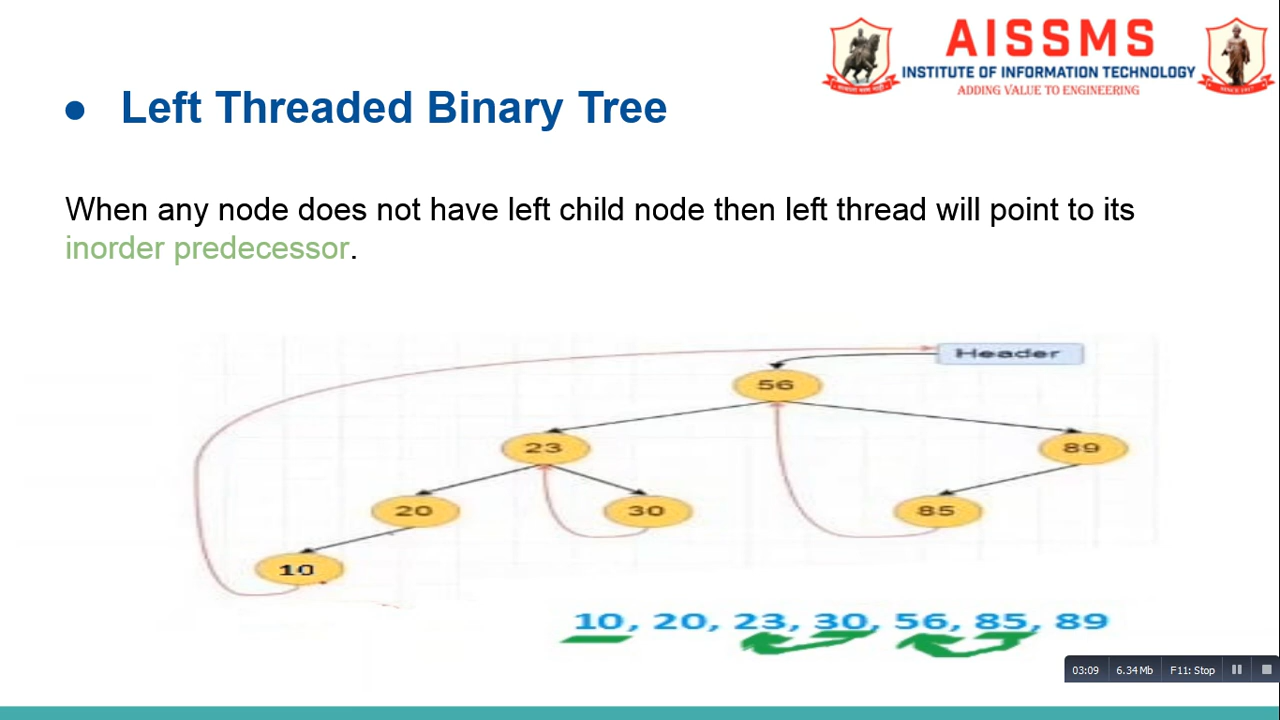 AISSMS
INSTITUTE OF INFORMATION TECHNOLOGY
ADDING VALUE TO ENGINEERING
● Left Threaded Binary Tree
When any node does not have left child node then left thread will point to its
inorder predecessor.
Header
56
23
89
20
30
85
10
10, 20, 23, 30, 56, 85, 89
03:09 6.34 Mb F11: Stop